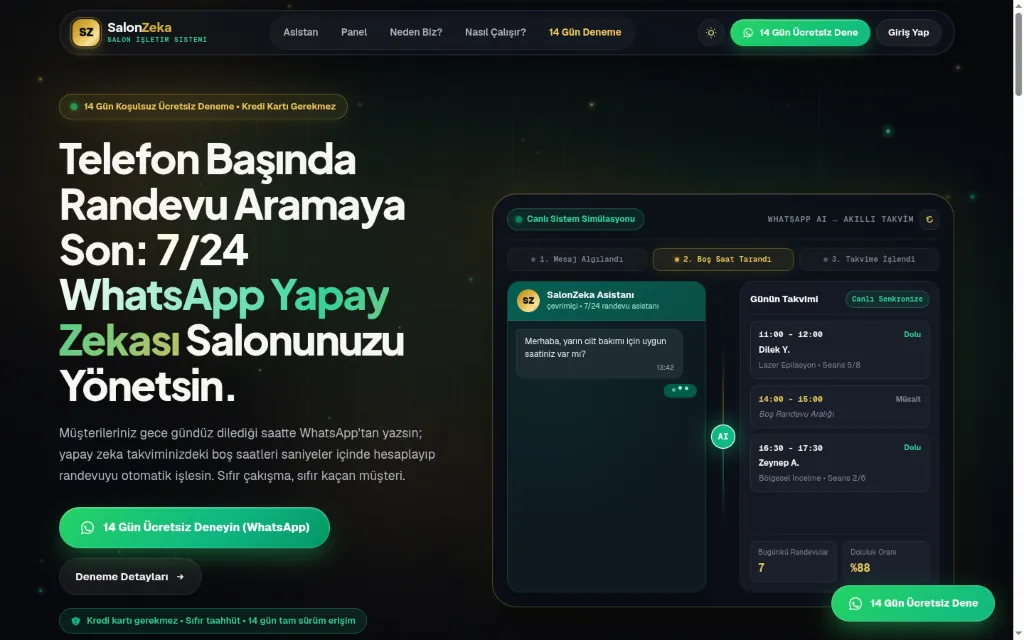 SZ
SalonZeka
SALON İŞLETİM SİSTEMİ
Asistan
Panel
Neden Biz?
Nasıl Çalışır?
14 Gün Deneme
14 Gün Ücretsiz Dene
Giriş Yap
14 Gün Koşulsuz Ücretsiz Deneme • Kredi Kartı Gerekmez
Telefon Başında
Randevu Aramaya
Son: 7/24
WhatsApp Yapay
Zekası Salonunuzu
Yönetsin.
Müşterileriniz gece gündüz dilediği saatte WhatsApp'tan yazsın;
yapay zeka takviminizdeki boş saatleri saniyeler içinde hesaplayıp
randevuyu otomatik işlesin. Sıfır çakışma, sıfır kaçan müşteri.
14 Gün Ücretsiz Deneyin (WhatsApp)
Deneme Detayları →
Kredi kartı gerekmez • Sıfır taahhüt • 14 gün tam sürüm erişim
Canlı Sistem Simülasyonu
WHATSAPP AI ↔ AKILLI TAKVİM
1. Mesaj Algılandı
2. Boş Saat Tarandı
3. Takvime İşlendi
SZ
SalonZeka Asistanı
çevrimiçi • 7/24 randevu asistanı
Merhaba, yarın cilt bakımı için uygun
saatiniz var mı?
13:42
AI
Günün Takvimi
Canlı Senkronize
11:00 - 12:00
Dolu
Dilek Y.
Lazer Epilasyon • Seans 5/8
14:00 - 15:00
Müsait
Boş Randevu Aralığı
16:30 - 17:30
Dolu
Zeynep A.
Bölgesel İncelme • Seans 2/6
Bugünkü Randevular
7
Doluluk Oranı
%88
14 Gün Ücretsiz Dene